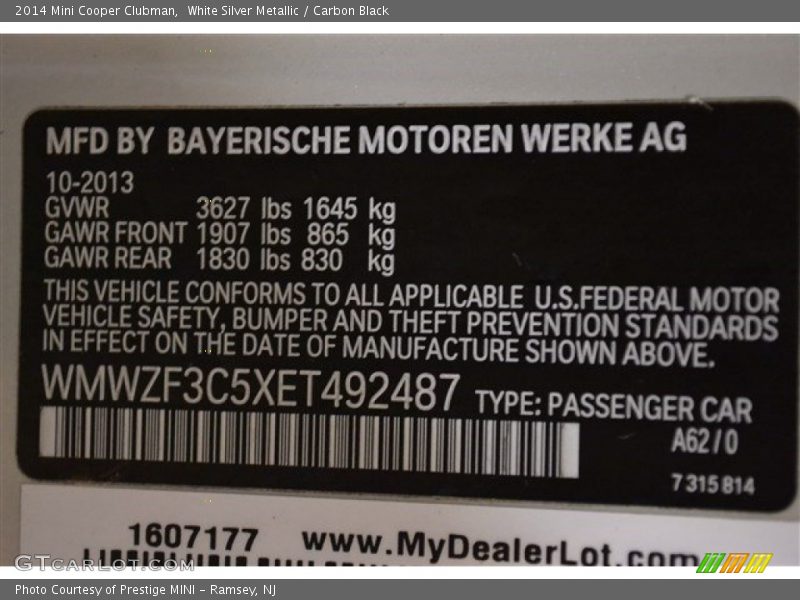 2014 Mini Cooper Clubman,  White Silver Metallic / Carbon Black
MFD BY BAYERISCHE MOTOREN WERKE AG
10-2013
GVWR 3627 lbs 1645 kg
GAWR FRONT 1907 lbs 865 kg
GAWR REAR 1830 lbs 830 kg
THIS VEHICLE CONFORMS TO ALL APPLICABLE U.S.FEDERAL MOTOR
VEHICLE SAFETY, BUMPER AND THEFT PREVENTION STANDARDS
IN EFFECT ON THE DATE OF MANUFACTURE SHOWN ABOVE.
WMWZF3C5XET492487 TYPE: PASSENGER CAR
A62/0
7 315 814
1607177 www.MyDealerLot.com
GTcarlot.com
Photo Courtesy of Prestige MINI - Ramsey, NJ